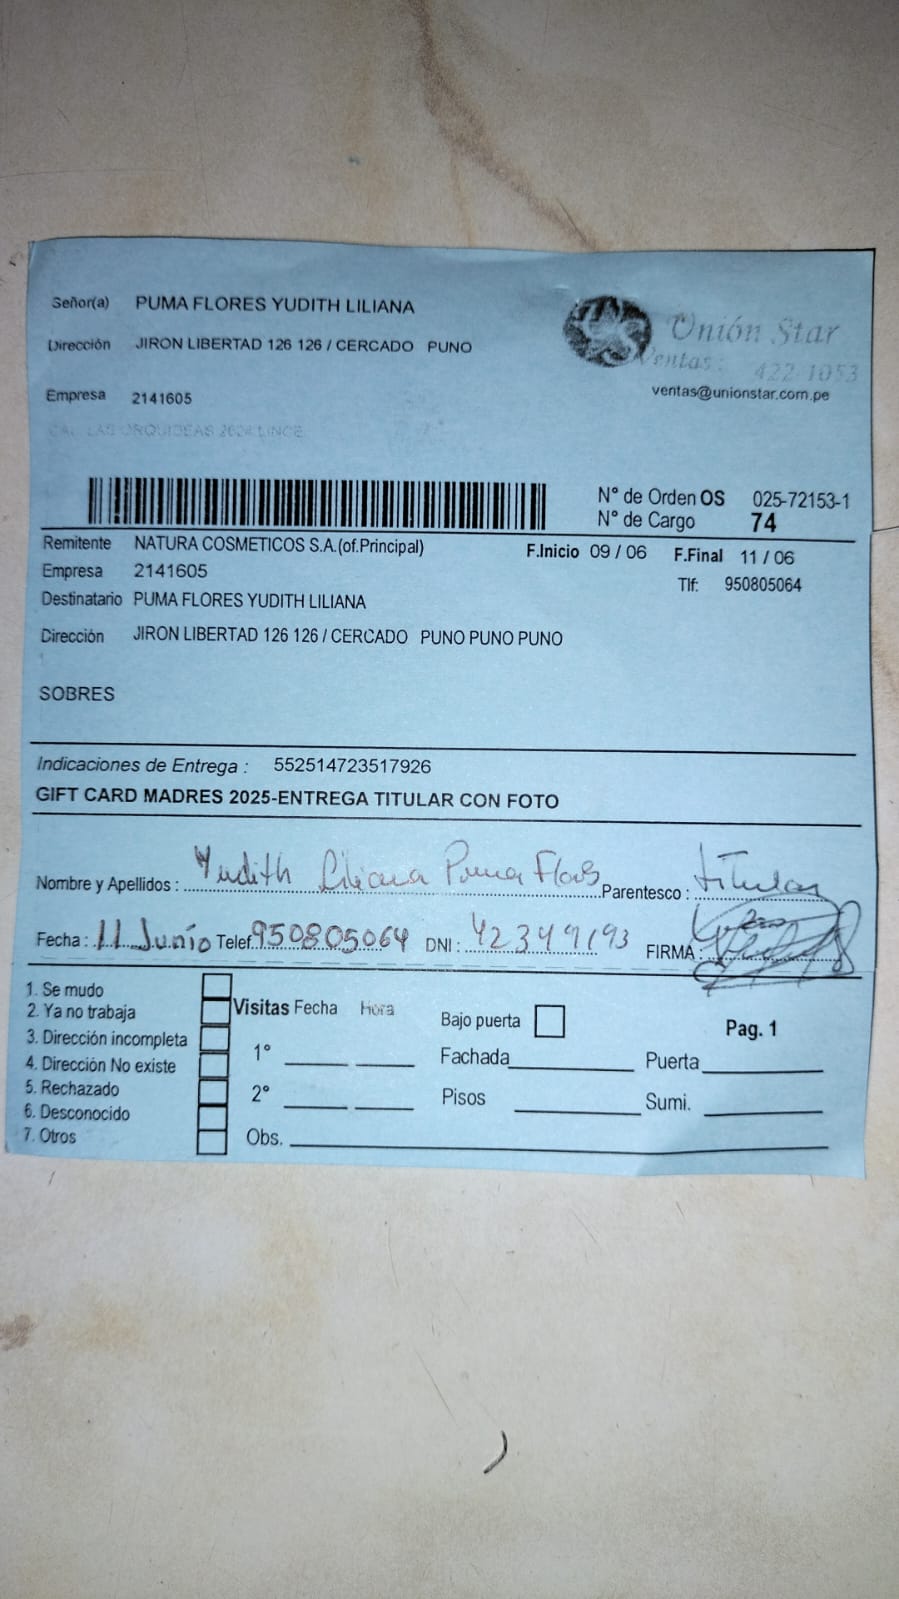 Señor(a) PUMA FLORES YUDITH LILIANA
Unión Star
Dirección JIRON LIBERTAD 126 126 / CERCADO PUNO
Ventas: 422-1053
ventas@unionstar.com.pe
Empresa 2141605
CAL LAS ORQUIDEAS 2624 LINCE
N° de Orden OS 025-72153-1
N° de Cargo 74
Remitente NATURA COSMETICOS S.A.(of.Principal) F.Inicio 09 / 06 F.Final 11 / 06
Empresa 2141605 Tlf: 950805064
Destinatario PUMA FLORES YUDITH LILIANA
Dirección JIRON LIBERTAD 126 126 / CERCADO PUNO PUNO PUNO
SOBRES
Indicaciones de Entrega : 552514723517926
GIFT CARD MADRES 2025-ENTREGA TITULAR CON FOTO
Nombre y Apellidos : Yudith Liliana Puma Flores Parentesco : titular
Fecha : 11 Junio Telef. 950805064 DNI : 42349193 FIRMA :
1. Se mudo
2. Ya no trabaja
3. Dirección incompleta
4. Dirección No existe
5. Rechazado
6. Desconocido
7. Otros
Visitas Fecha Hora
1°
2°
Obs.
Bajo puerta Pag. 1
Fachada Puerta
Pisos Sumi.